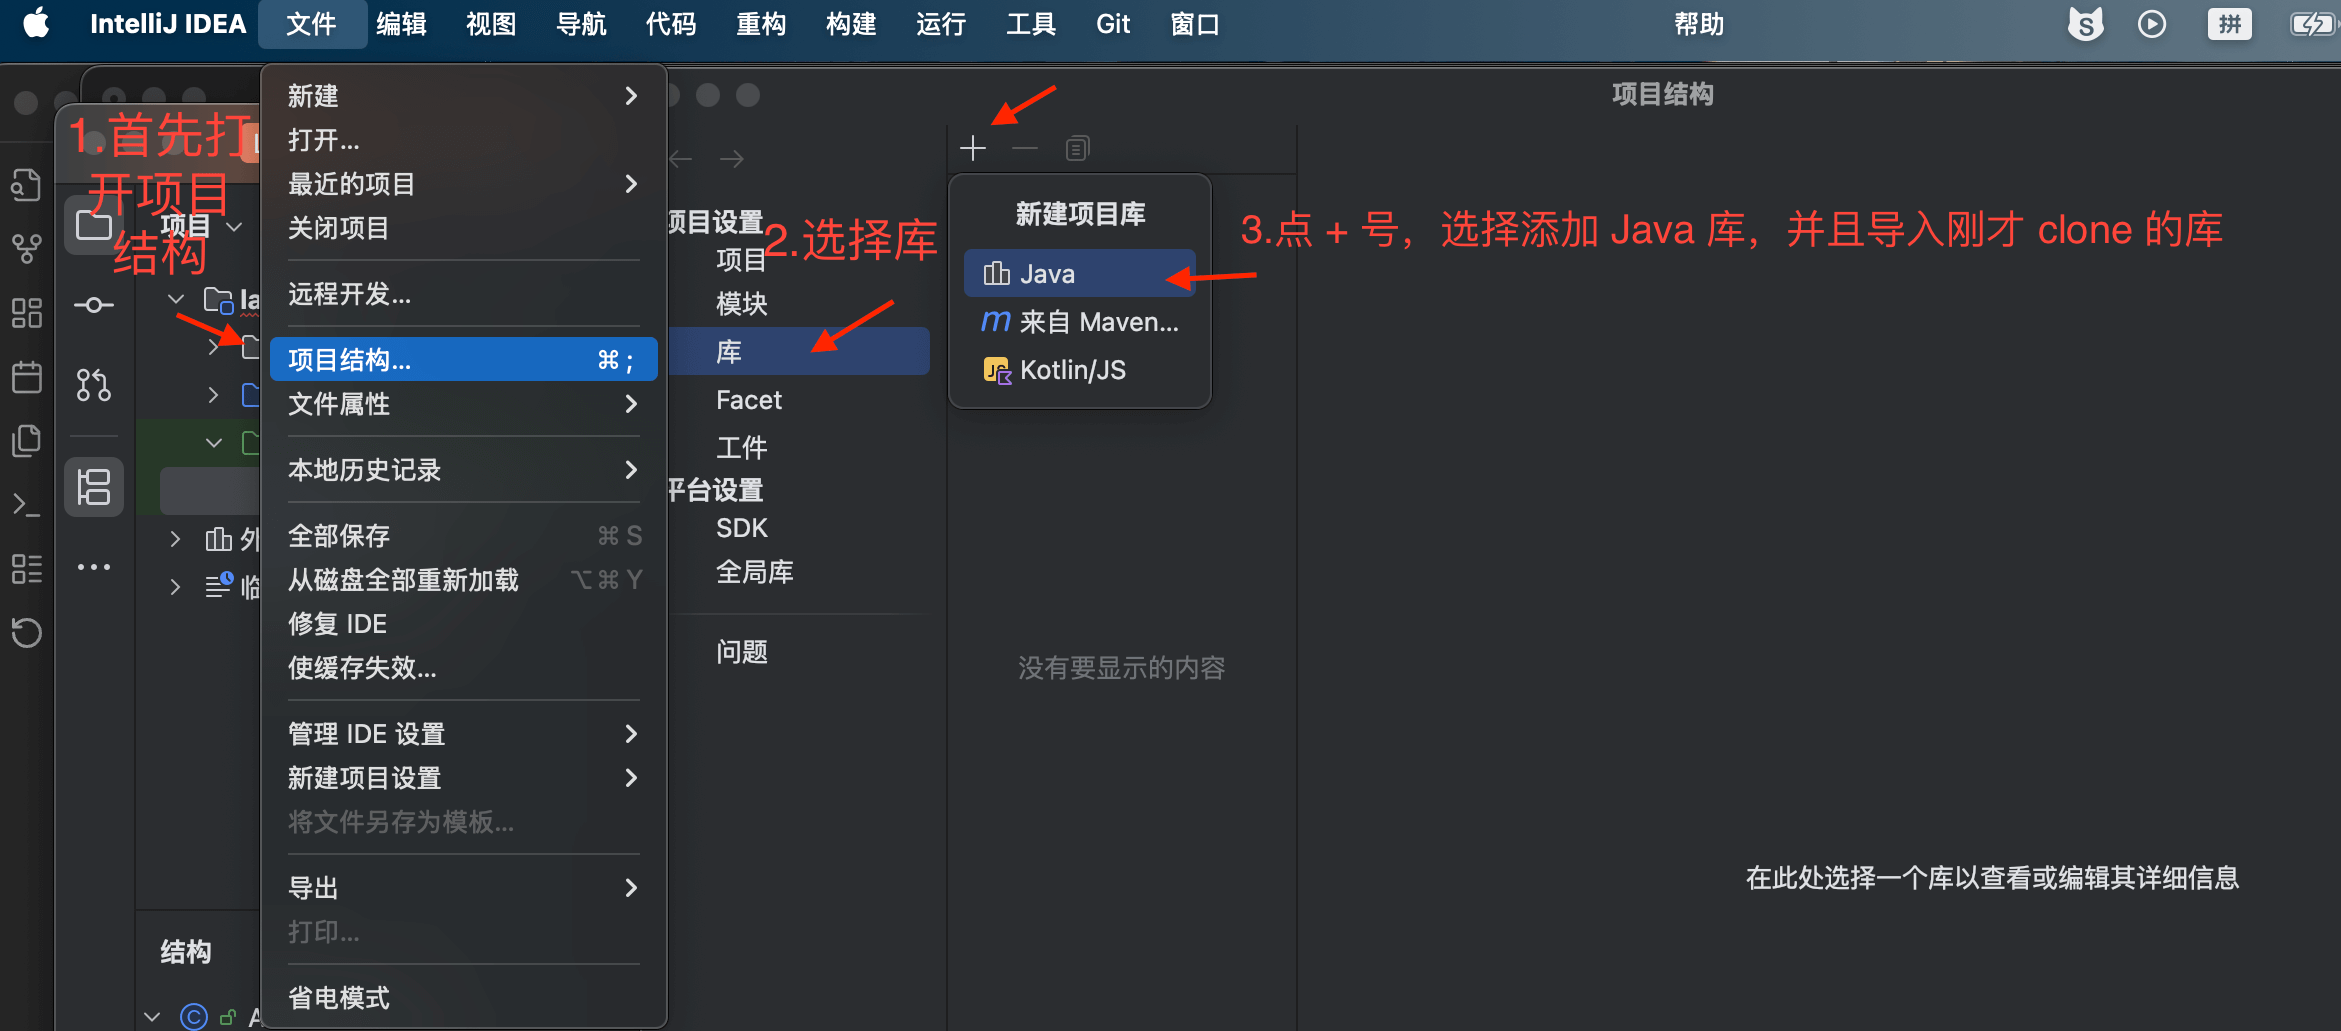 IntelliJ IDEA 文件 编辑 视图 导航 代码 重构 构建 运行 工具 Git 窗口 帮助 拼
1.首先打
开项目
结构
项目
结构
新建
打开...
最近的项目
关闭项目
远程开发...
项目结构... ⌘ ;
文件属性
本地历史记录
全部保存 ⌘ S
从磁盘全部重新加载 ⌥ ⌘ Y
修复 IDE
使缓存失效...
管理 IDE 设置
新建项目设置
将文件另存为模板...
导出
打印...
省电模式
项目结构
项目设置
项目
模块
库
Facet
工件
平台设置
SDK
全局库
问题
2.选择库
新建项目库
Java
来自 Maven...
Kotlin/JS
3.点 + 号，选择添加 Java 库，并且导入刚才 clone 的库
没有要显示的内容
在此处选择一个库以查看或编辑其详细信息